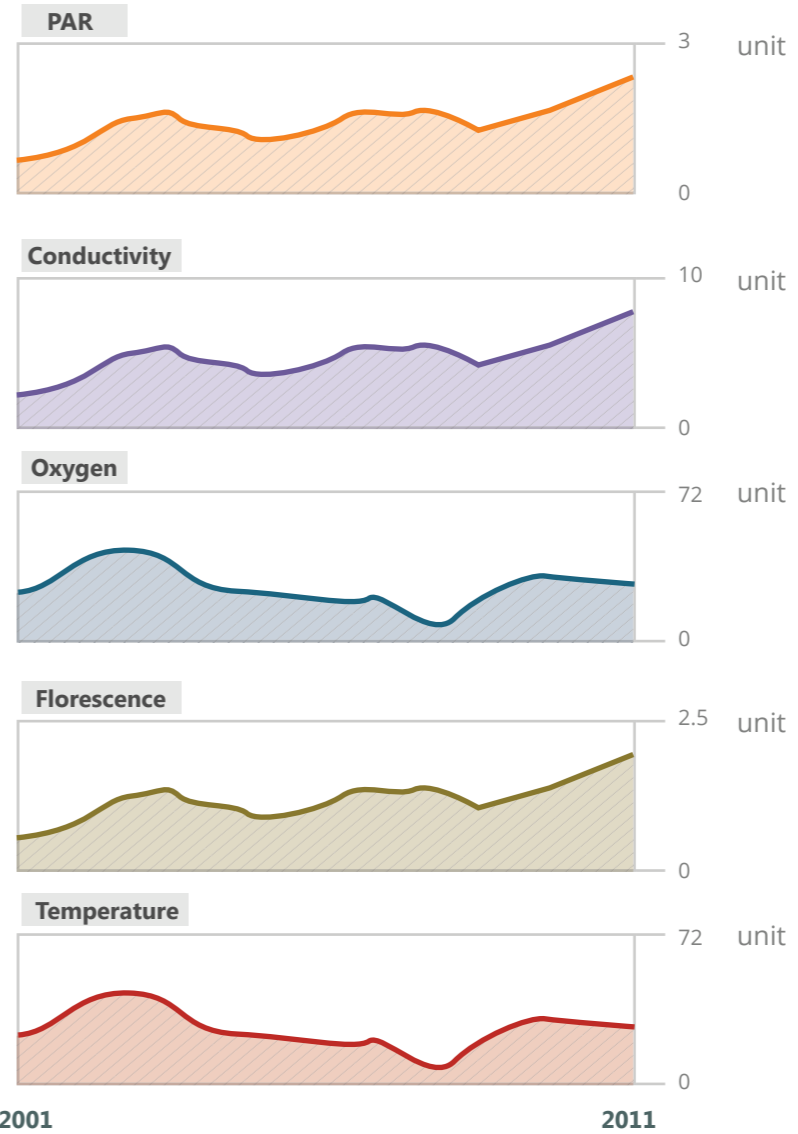 PAR
3 unit
0
Conductivity
10 unit
0
Oxygen
72 unit
0
Florescence
2.5 unit
0
Temperature
72 unit
0
2001 2011